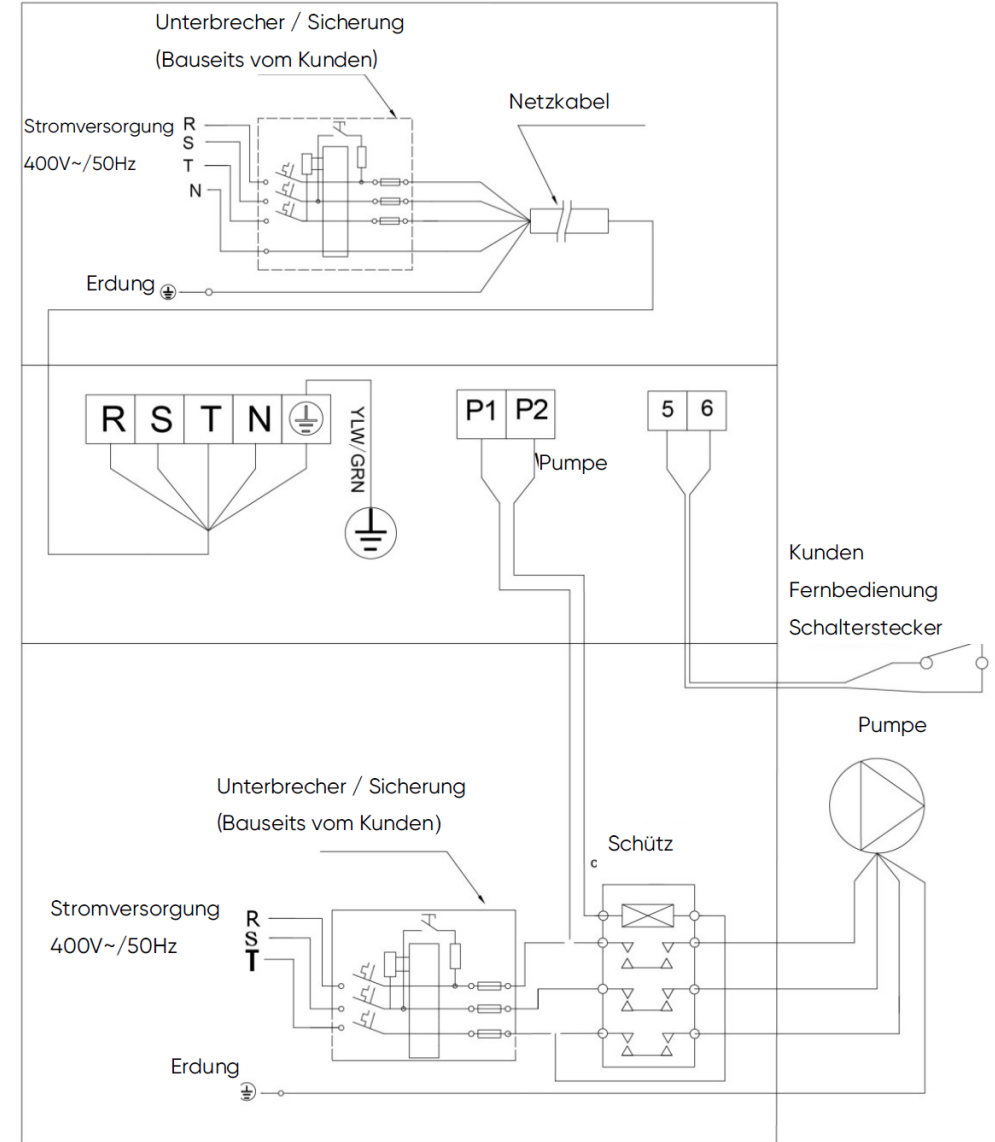 Unterbrecher / Sicherung
(Bauseits vom Kunden)
Netzkabel
Stromversorgung R
S
400V~/50Hz T
N
Erdung
R S T N
YLW/GRN
P1 P2
Pumpe
5 6
Kunden
Fernbedienung
Schalterstecker
Pumpe
Unterbrecher / Sicherung
(Bauseits vom Kunden)
Schütz
c
Stromversorgung R
S
400V~/50Hz T
Erdung